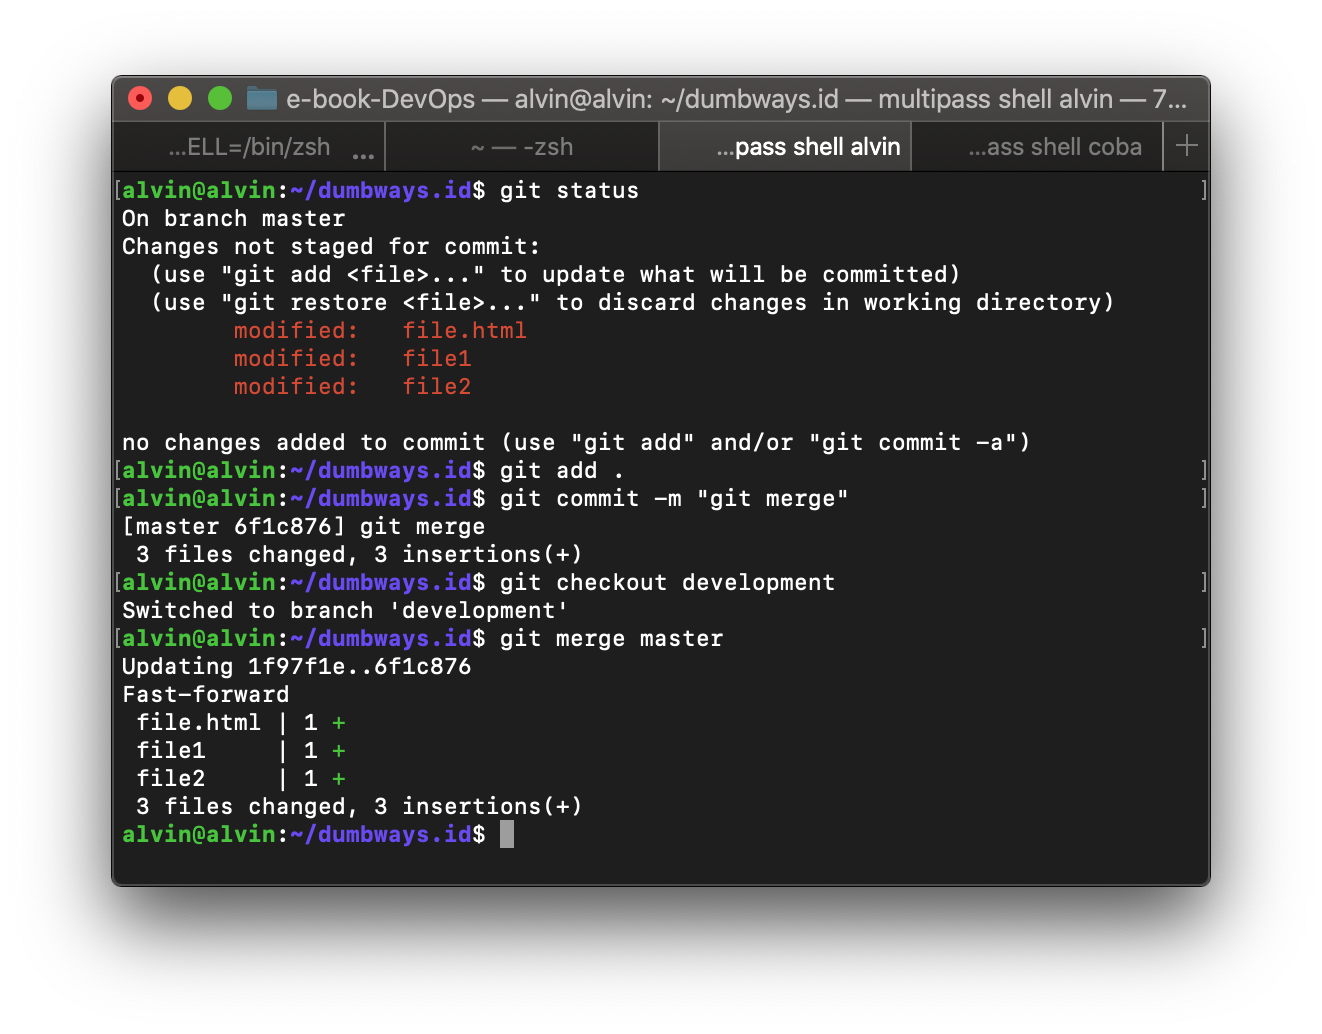 e-book-DevOps — alvin@alvin: ~/dumbways.id — multipass shell alvin — 7...
...ELL=/bin/zsh ...
~ — -zsh
...pass shell alvin
...ass shell coba
+
[alvin@alvin:~/dumbways.id$ git status ]
On branch master
Changes not staged for commit:
  (use "git add <file>..." to update what will be committed)
  (use "git restore <file>..." to discard changes in working directory)
        modified:   file.html
        modified:   file1
        modified:   file2

no changes added to commit (use "git add" and/or "git commit -a")
[alvin@alvin:~/dumbways.id$ git add . ]
[alvin@alvin:~/dumbways.id$ git commit -m "git merge" ]
[master 6f1c876] git merge
 3 files changed, 3 insertions(+)
[alvin@alvin:~/dumbways.id$ git checkout development ]
Switched to branch 'development'
[alvin@alvin:~/dumbways.id$ git merge master ]
Updating 1f97f1e..6f1c876
Fast-forward
 file.html | 1 +
 file1     | 1 +
 file2     | 1 +
 3 files changed, 3 insertions(+)
alvin@alvin:~/dumbways.id$